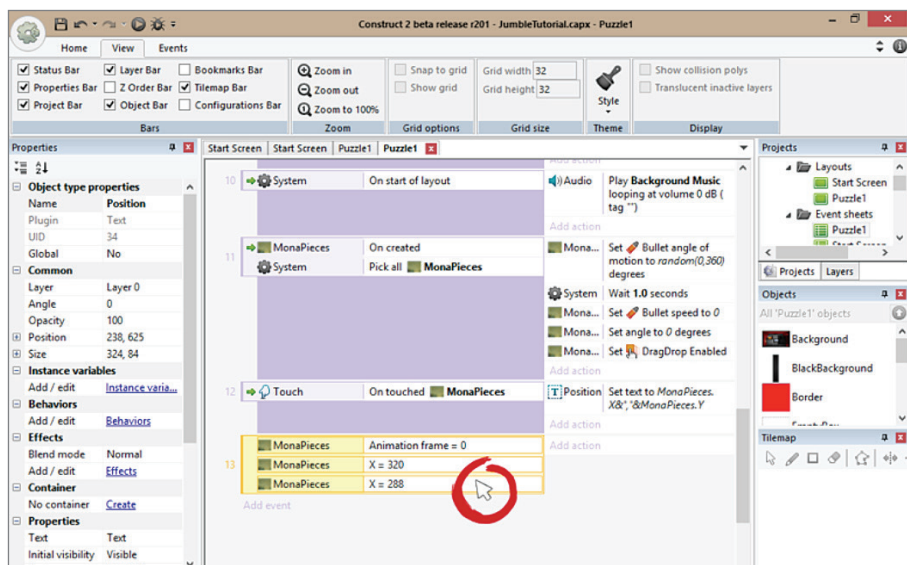 Construct 2 beta release r201 - JumbleTutorial.capx - Puzzle1
Home View Events
Status Bar Layer Bar Bookmarks Bar
Properties Bar Z Order Bar Tilemap Bar
Project Bar Object Bar Configurations Bar
Bars
Zoom in
Zoom out
Zoom to 100%
Zoom
Snap to grid
Show grid
Grid options
Grid width 32
Grid height 32
Grid size
Style
Theme
Show collision polys
Translucent inactive layers
Display
Properties
Object type properties
Name Position
Plugin Text
UID 34
Global No
Common
Layer Layer 0
Angle 0
Opacity 100
Position 238, 625
Size 324, 84
Instance variables
Add / edit Instance varia...
Behaviors
Add / edit Behaviors
Effects
Blend mode Normal
Add / edit Effects
Container
No container Create
Properties
Text Text
Initial visibility Visible
Start Screen Start Screen Puzzle1 Puzzle1
Add action
10 System On start of layout Audio Play Background Music
looping at volume 0 dB (
tag "")
Add action
11 MonaPieces On created
System Pick all MonaPieces
Mona... Set Bullet angle of
motion to random(0,360)
degrees
System Wait 1.0 seconds
Mona... Set Bullet speed to 0
Mona... Set angle to 0 degrees
Mona... Set DragDrop Enabled
Add action
12 Touch On touched MonaPieces Position Set text to MonaPieces.
X&","&MonaPieces.Y
Add action
13 MonaPieces Animation frame = 0 Add action
MonaPieces X = 320
MonaPieces X = 288
Add event
Projects
Layouts
Start Screen
Puzzle1
Event sheets
Puzzle1
Start Screen
Projects Layers
Objects
All 'Puzzle1' objects
Background
BlackBackground
Border
EmptyBox
Tilemap